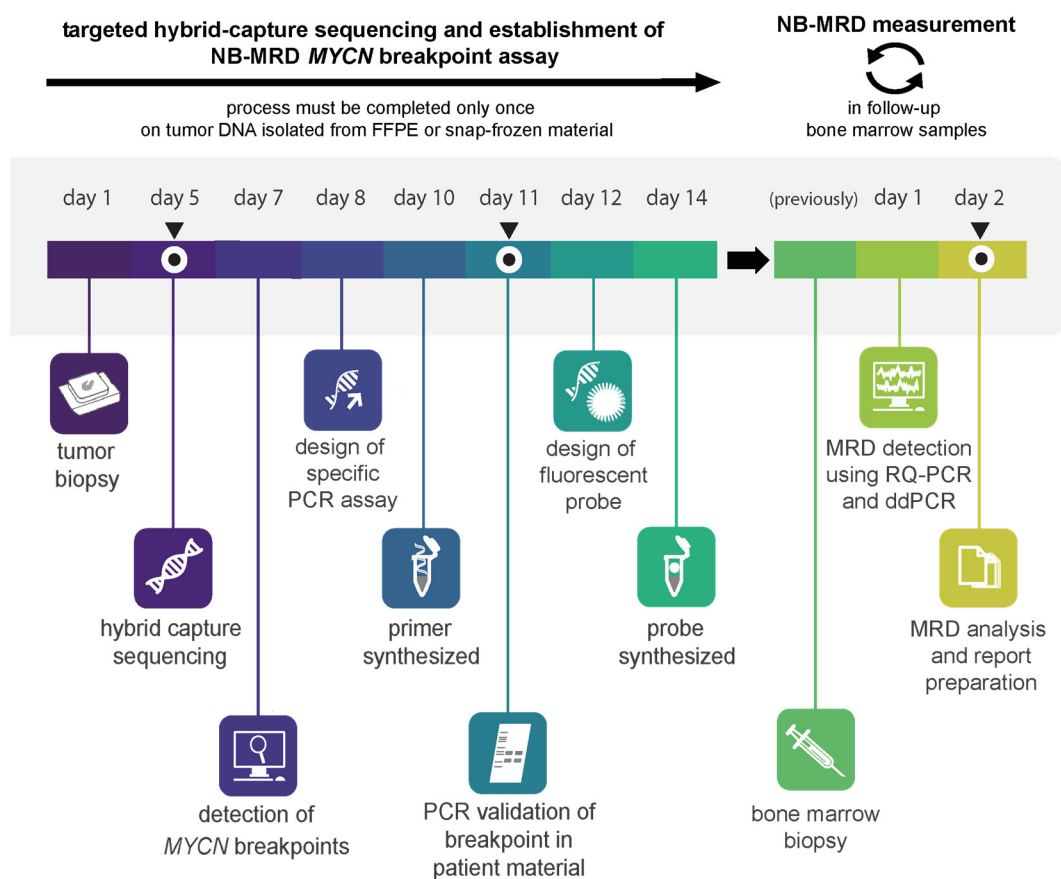 targeted hybrid-capture sequencing and establishment of
NB-MRD MYCN breakpoint assay
process must be completed only once
on tumor DNA isolated from FFPE or snap-frozen material
NB-MRD measurement
in follow-up
bone marrow samples
day 1
day 5
day 7
day 8
day 10
day 11
day 12
day 14
(previously)
day 1
day 2
tumor
biopsy
hybrid capture
sequencing
detection of
MYCN breakpoints
design of
specific
PCR assay
primer
synthesized
PCR validation of
breakpoint in
patient material
design of
fluorescent
probe
probe
synthesized
bone marrow
biopsy
MRD detection
using RQ-PCR
and ddPCR
MRD analysis
and report
preparation